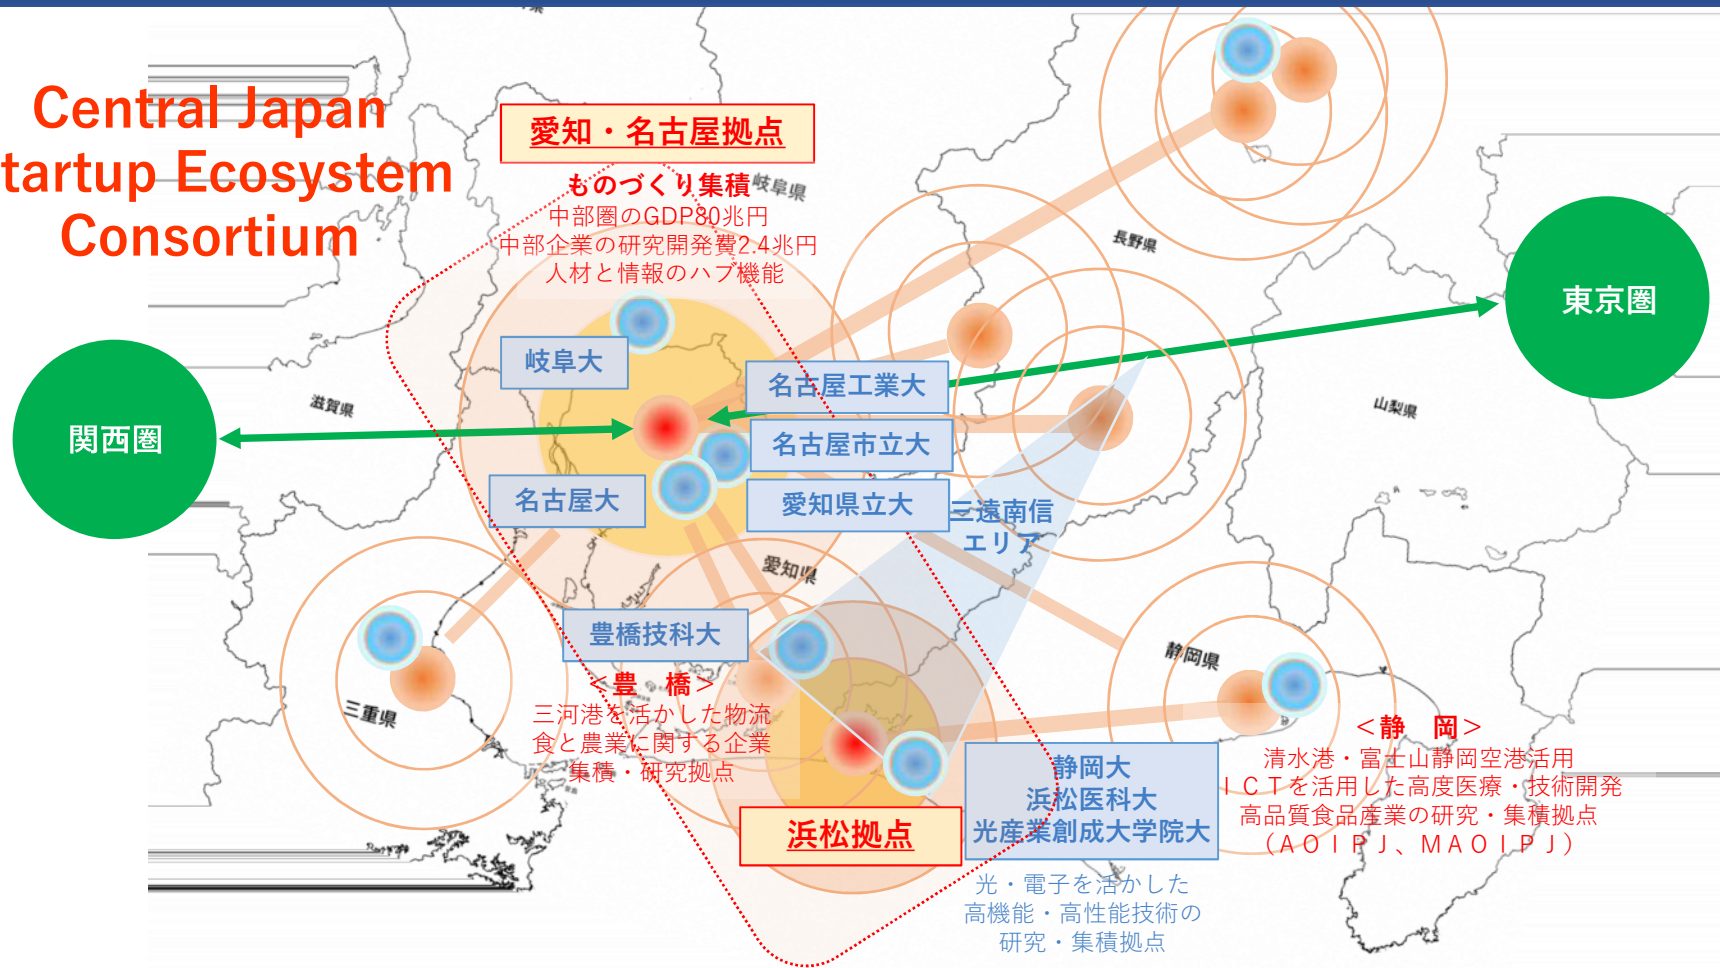 Central Japan
tartup Ecosystem
Consortium
愛知・名古屋拠点
ものづくり集積
中部圏のGDP80兆円
中部企業の研究開発費2.4兆円
人材と情報のハブ機能
岐阜県
長野県
東京圏
関西圏
滋賀県
山梨県
岐阜大
名古屋工業大
名古屋市立大
名古屋大
愛知県立大
三遠南信
エリア
愛知県
豊橋技科大
静岡県
三重県
＜豊　橋＞
三河港を活かした物流
食と農業に関する企業
集積・研究拠点
＜静　岡＞
清水港・富士山静岡空港活用
ＩＣＴを活用した高度医療・技術開発
高品質食品産業の研究・集積拠点
（ＡＯＩＰＪ、ＭＡＯＩＰＪ）
浜松拠点
静岡大
浜松医科大
光産業創成大学院大
光・電子を活かした
高機能・高性能技術の
研究・集積拠点